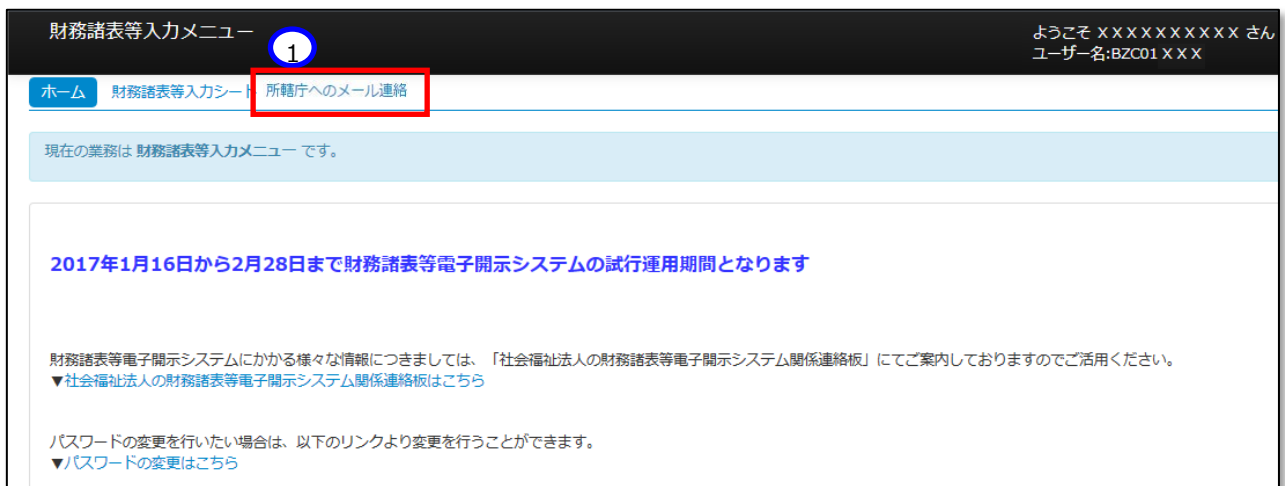 財務諸表等入力メニュー
ようこそ XXXXXXXXXX さん
ユーザー名:BZC01XXX
1
ホーム 財務諸表等入力シート 所轄庁へのメール連絡
現在の業務は 財務諸表等入力メニュー です。
2017年1月16日から2月28日まで財務諸表等電子開示システムの試行運用期間となります
財務諸表等電子開示システムにかかる様々な情報につきましては、「社会福祉法人の財務諸表等電子開示システム関係連絡板」にてご案内しておりますのでご活用ください。
▼社会福祉法人の財務諸表等電子開示システム関係連絡板はこちら
パスワードの変更を行いたい場合は、以下のリンクより変更を行うことができます。
▼パスワードの変更はこちら